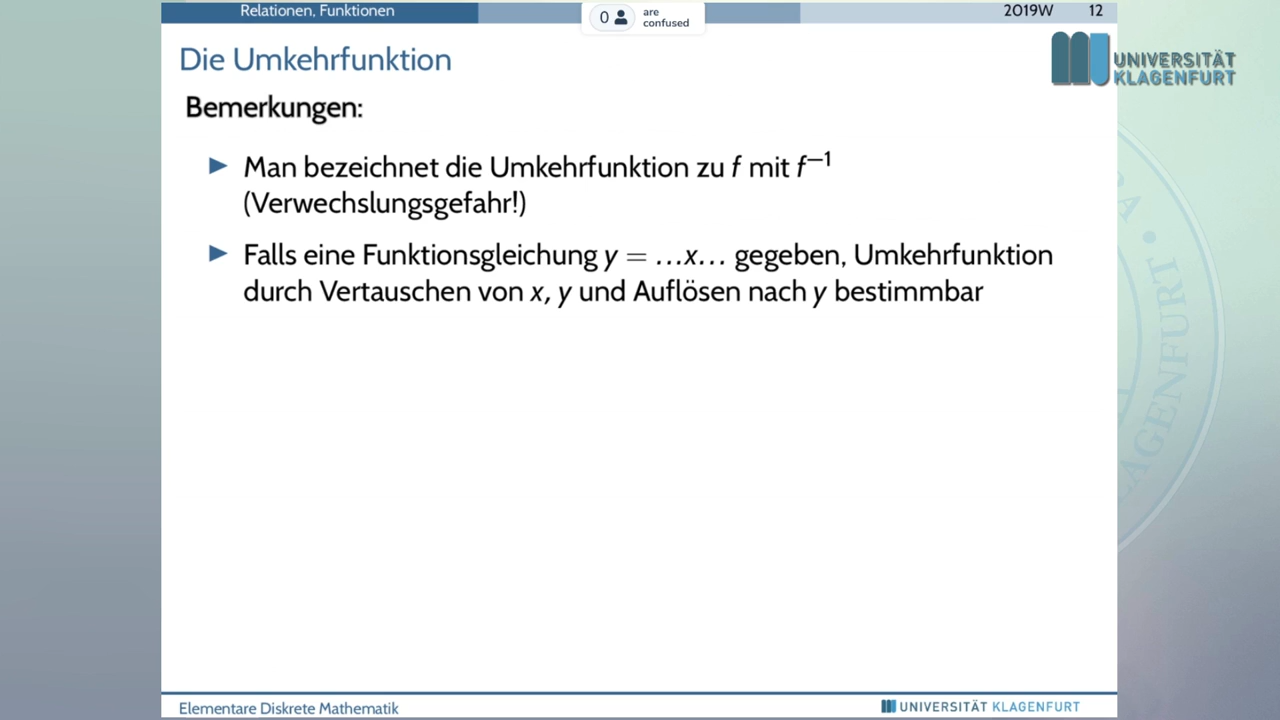 Relationen, Funktionen
0 are confused
2019W 12
Die Umkehrfunktion
UNIVERSITÄT
KLAGENFURT
Bemerkungen:
Man bezeichnet die Umkehrfunktion zu f mit f⁻¹
(Verwechslungsgefahr!)
Falls eine Funktionsgleichung y = …x… gegeben, Umkehrfunktion
durch Vertauschen von x, y und Auflösen nach y bestimmbar
Elementare Diskrete Mathematik
UNIVERSITÄT KLAGENFURT